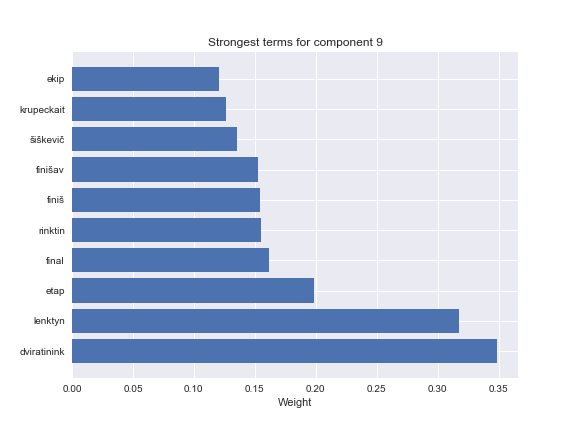 Strongest terms for component 9
ekip
krupeckait
šiškevič
finišav
finiš
rinktin
final
etap
lenktyn
dviratinink
0.00 0.05 0.10 0.15 0.20 0.25 0.30 0.35
Weight